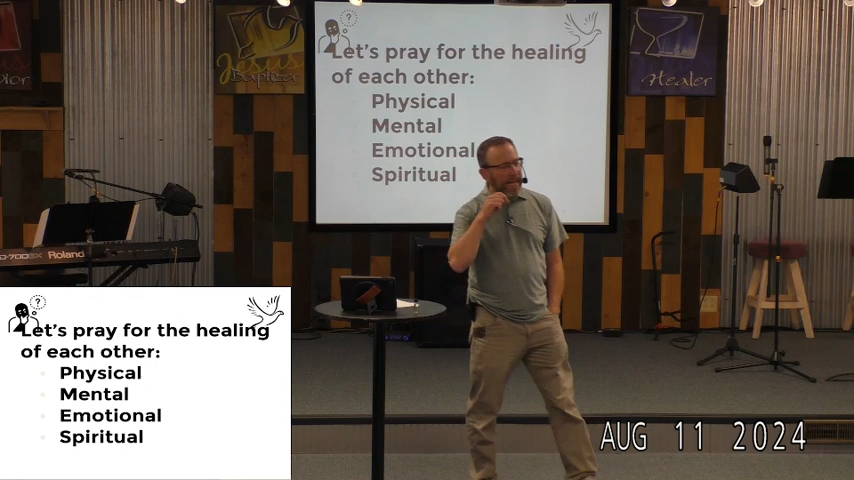 Let's pray for the healing
of each other:
Physical
Mental
Emotional
Spiritual
Jesus
Baptizer
Healer
Roland
Let's pray for the healing
of each other:
Physical
Mental
Emotional
Spiritual
AUG 11 2024